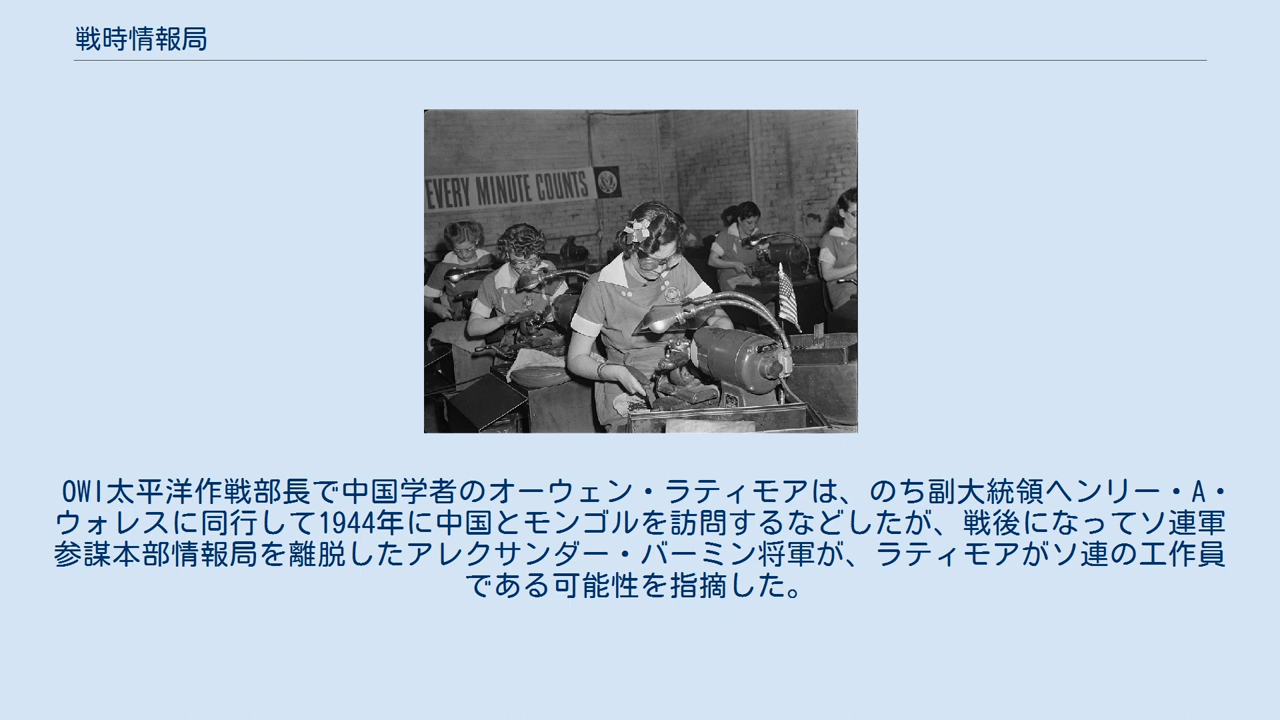 戦時情報局
EVERY MINUTE COUNTS
OWI太平洋作戦部長で中国学者のオーウェン・ラティモアは、のち副大統領ヘンリー・A・
ウォレスに同行して1944年に中国とモンゴルを訪問するなどしたが、戦後になってソ連軍
参謀本部情報局を離脱したアレクサンダー・バーミン将軍が、ラティモアがソ連の工作員
である可能性を指摘した。